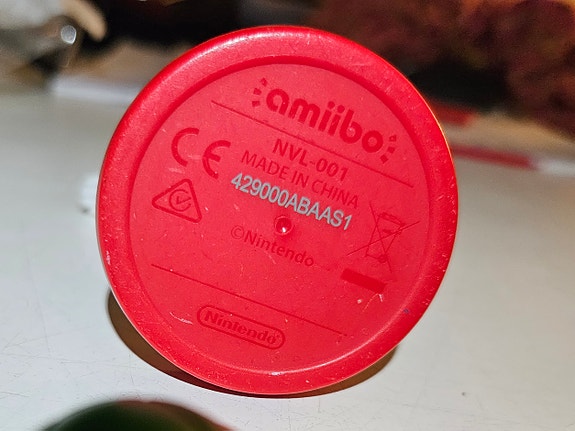 amiibo
CE
NVL-001
MADE IN CHINA
429000ABAAS1
©Nintendo
Nintendo